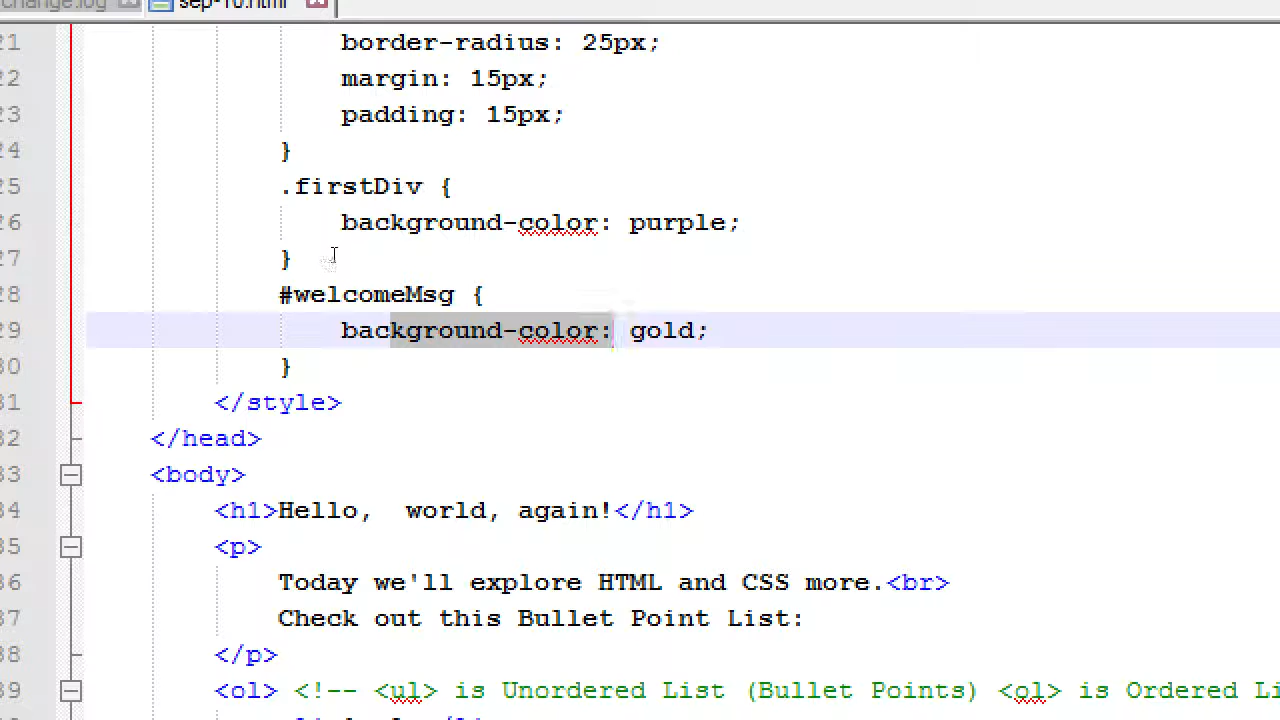 change.log sep-10.html
21 border-radius: 25px;
22 margin: 15px;
23 padding: 15px;
24 }
25 .firstDiv {
26 background-color: purple;
27 }
28 #welcomeMsg {
29 background-color: gold;
30 }
31 </style>
32 </head>
33 <body>
34 <h1>Hello,  world, again!</h1>
35 <p>
36 Today we'll explore HTML and CSS more.<br>
37 Check out this Bullet Point List:
38 </p>
39 <ol> <!-- <ul> is Unordered List (Bullet Points) <ol> is Ordered Li